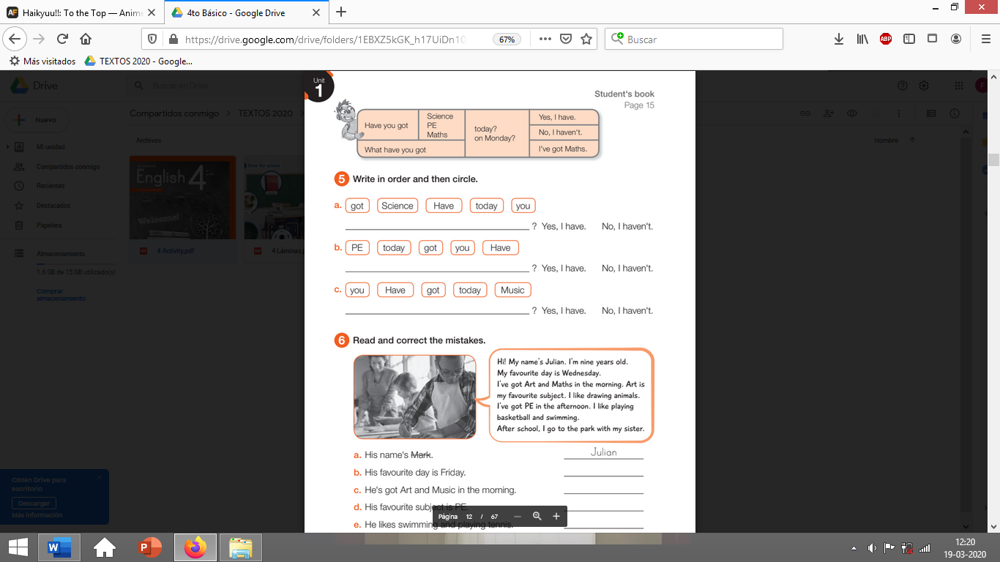 Haikyuu!!: To the Top — Anime
4to Básico - Google Drive
https://drive.google.com/drive/folders/1EBXZ5kGK_h17UiDn10
67%
Buscar
Más visitados
TEXTOS 2020 - Google...
Drive
Buscar en Drive
Nuevo
Compartidos conmigo
TEXTOS 2020
Archivos
Nombre
Mi unidad
Compartidos conmigo
Recientes
Destacados
Papelera
Almacenamiento
1.6 GB de 15 GB utilizado(s)
Comprar
almacenamiento
English 4
Welcome!
4 Activity.pdf
4 Láminas.p
Obtén Drive para
escritorio
Descargar
Más información
Unit
1
Student's book
Page 15
Have you got
Science
PE
Maths
What have you got
today?
on Monday?
Yes, I have.
No, I haven't.
I've got Maths.
5 Write in order and then circle.
a. got Science Have today you
? Yes, I have. No, I haven't.
b. PE today got you Have
? Yes, I have. No, I haven't.
c. you Have got today Music
? Yes, I have. No, I haven't.
6 Read and correct the mistakes.
Hi! My name's Julian. I'm nine years old.
My favourite day is Wednesday.
I've got Art and Maths in the morning. Art is
my favourite subject. I like drawing animals.
I've got PE in the afternoon. I like playing
basketball and swimming.
After school, I go to the park with my sister.
a. His name's Mark. Julian
b. His favourite day is Friday.
c. He's got Art and Music in the morning.
d. His favourite subject is PE.
e. He likes swimming and playing tennis.
Página 12 / 67
12:20
19-03-2020